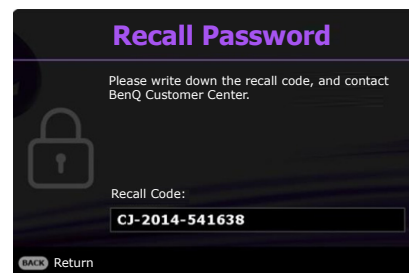 Recall Password
Please write down the recall code, and contact
BenQ Customer Center.
Recall Code:
CJ-2014-541638
BACK Return